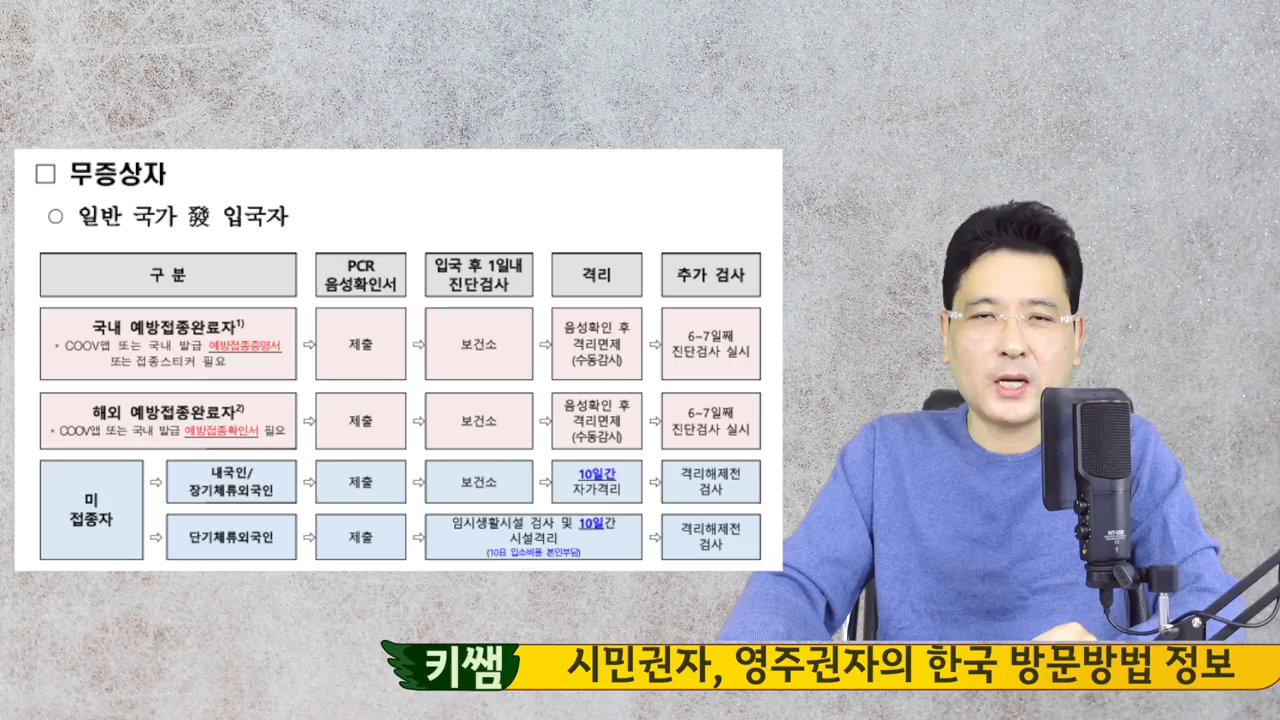 □ 무증상자
○ 일반 국가 發 입국자
구 분
PCR
음성확인서
입국 후 1일내
진단검사
격리
추가 검사
국내 예방접종완료자1)
* COOV앱 또는 국내 발급 예방접종증명서
또는 접종스티커 필요
제출
보건소
음성확인 후
격리면제
(수동감시)
6~7일째
진단검사 실시
해외 예방접종완료자2)
* COOV앱 또는 국내 발급 예방접종확인서 필요
제출
보건소
음성확인 후
격리면제
(수동감시)
6~7일째
진단검사 실시
미
접종자
내국인/
장기체류외국인
제출
보건소
10일간
자가격리
격리해제전
검사
단기체류외국인
제출
임시생활시설 검사 및 10일간
시설격리
(10일 입소비용 본인부담)
격리해제전
검사
키쌤
시민권자, 영주권자의 한국 방문방법 정보